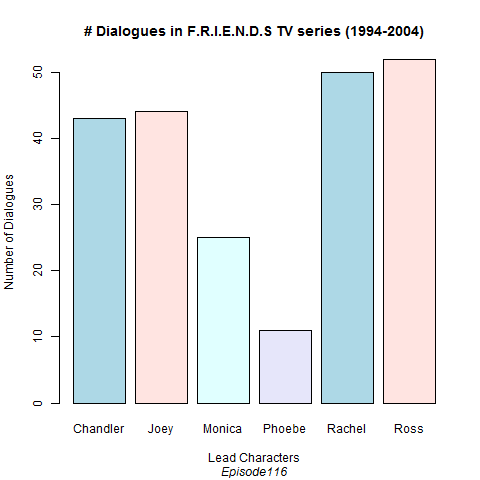 # Dialogues in F.R.I.E.N.D.S TV series (1994-2004)
Number of Dialogues
50
40
30
20
10
0
Chandler Joey Monica Phoebe Rachel Ross
Lead Characters
Episode116